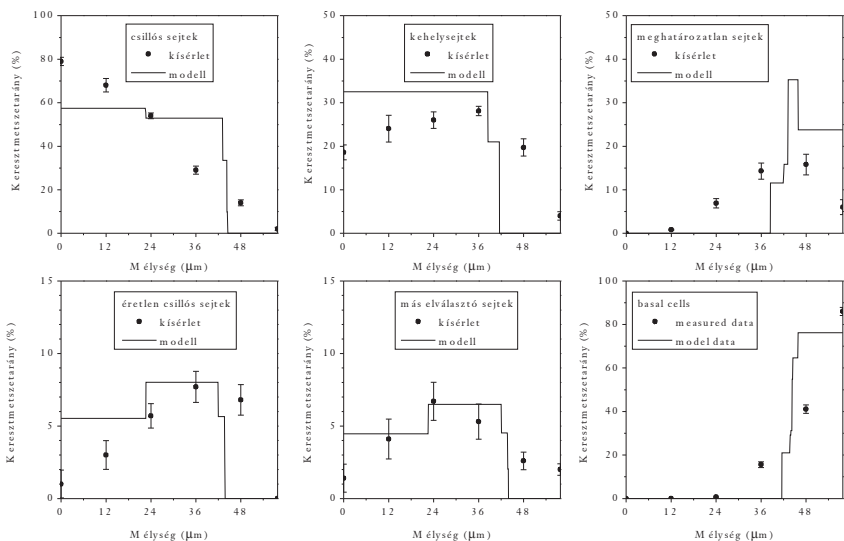 csillós sejtek
kísérlet
modell
Keresztmetszetarány (%)
100
80
60
40
20
0
0 12 24 36 48
Mélység (µm)
kehelysejtek
kísérlet
modell
Keresztmetszetarány (%)
50
40
30
20
10
0
0 12 24 36 48
Mélység (µm)
meghatározatlan sejtek
kísérlet
modell
Keresztmetszetarány (%)
50
40
30
20
10
0
0 12 24 36 48
Mélység (µm)
éretlen csillós sejtek
kísérlet
modell
Keresztmetszetarány (%)
15
10
5
0
0 12 24 36 48
Mélység (µm)
más elválasztó sejtek
kísérlet
modell
Keresztmetszetarány (%)
15
10
5
0
0 12 24 36 48
Mélység (µm)
basal cells
measured data
model data
Keresztmetszetarány (%)
100
80
60
40
20
0
0 12 24 36 48
Mélység (µm)